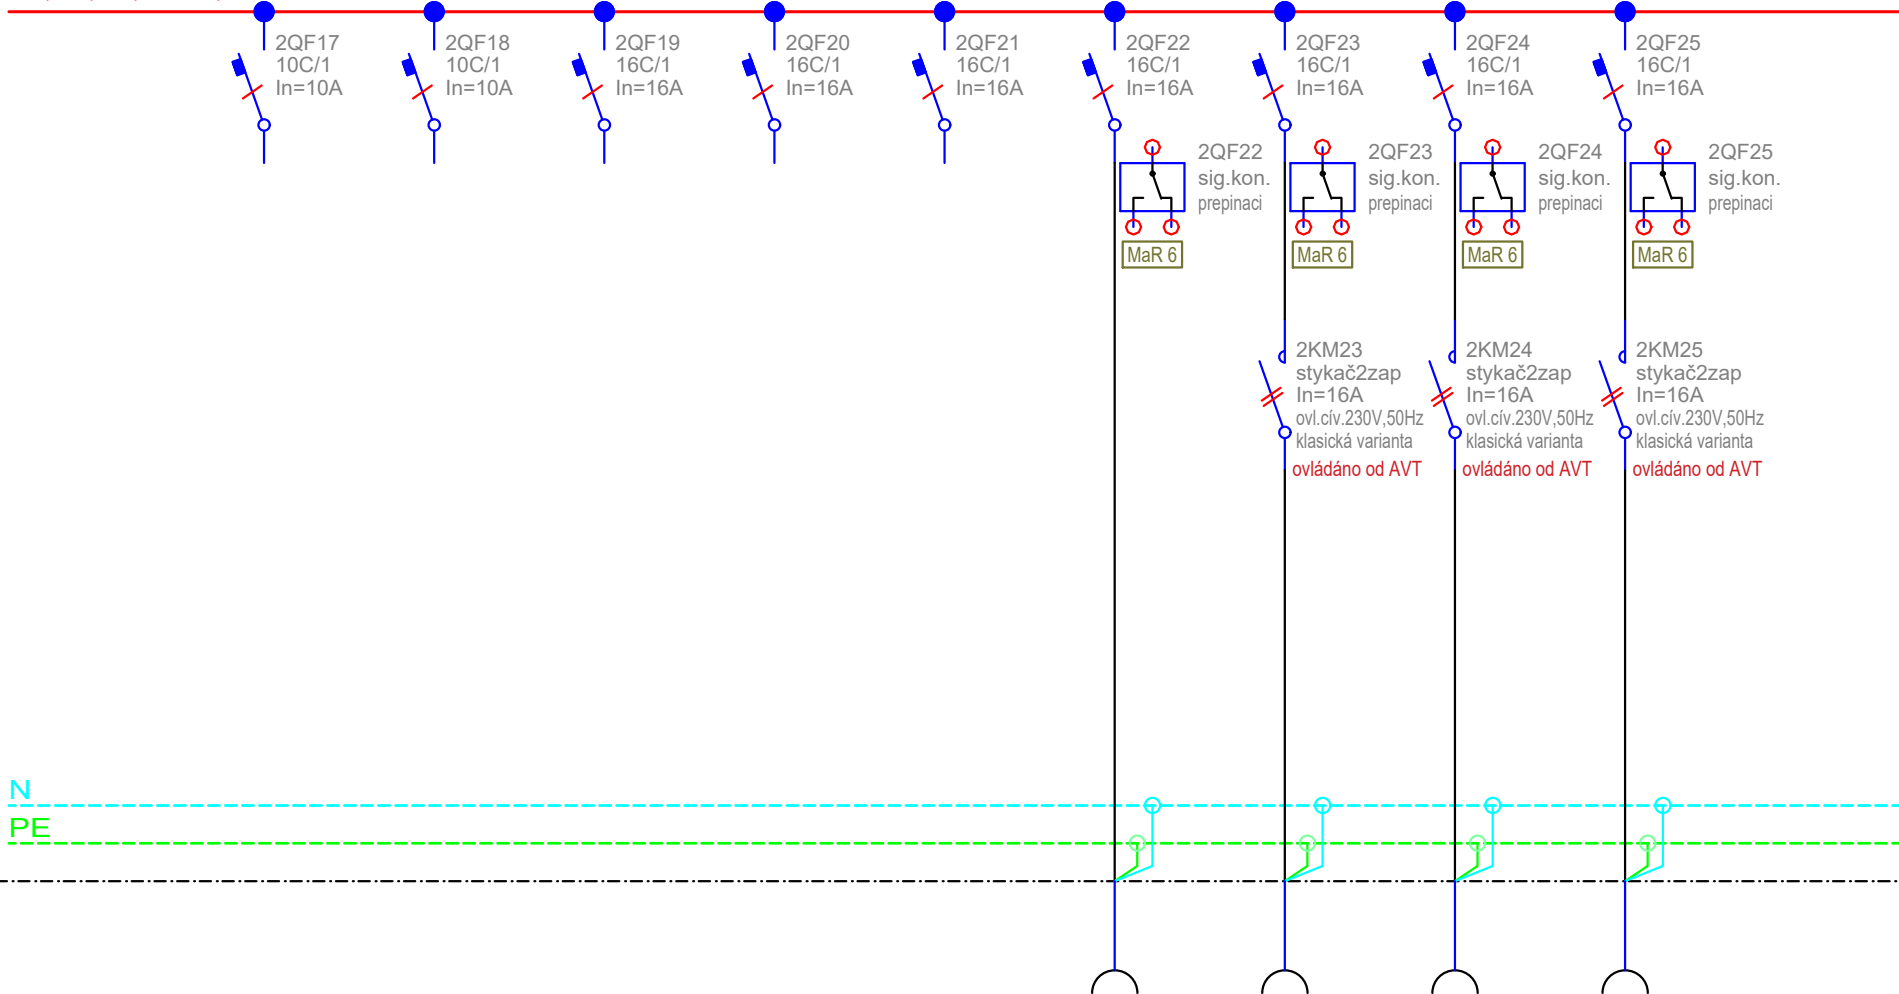 2QF17
10C/1
In=10A
2QF18
10C/1
In=10A
2QF19
16C/1
In=16A
2QF20
16C/1
In=16A
2QF21
16C/1
In=16A
2QF22
16C/1
In=16A
2QF23
16C/1
In=16A
2QF24
16C/1
In=16A
2QF25
16C/1
In=16A
2QF22
sig.kon.
prepinaci
MaR 6
2QF23
sig.kon.
prepinaci
MaR 6
2QF24
sig.kon.
prepinaci
MaR 6
2QF25
sig.kon.
prepinaci
MaR 6
2KM23
stykač2zap
In=16A
ovl.cív.230V,50Hz
klasická varianta
ovládáno od AVT
2KM24
stykač2zap
In=16A
ovl.cív.230V,50Hz
klasická varianta
ovládáno od AVT
2KM25
stykač2zap
In=16A
ovl.cív.230V,50Hz
klasická varianta
ovládáno od AVT
N
PE